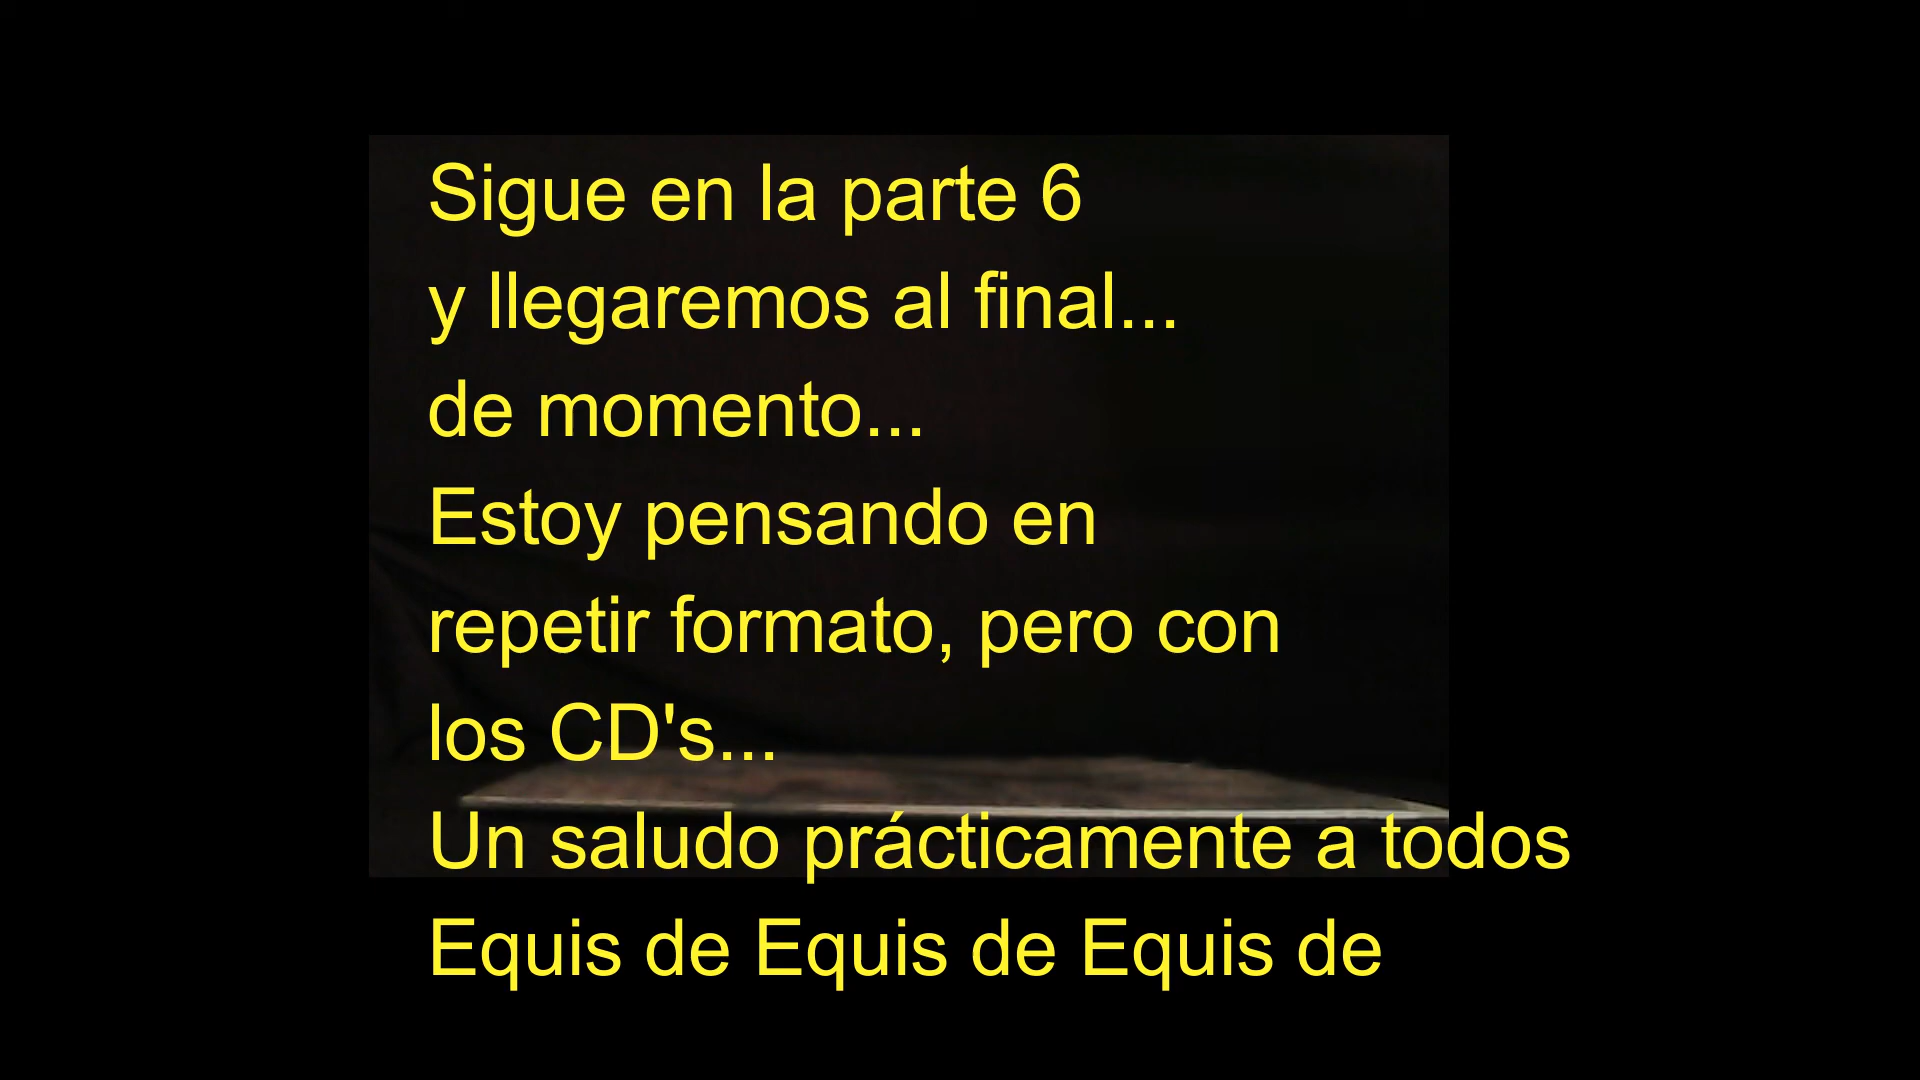 Sigue en la parte 6
y llegaremos al final...
de momento...
Estoy pensando en
repetir formato, pero con
los CD's...
Un saludo prácticamente a todos
Equis de Equis de Equis de